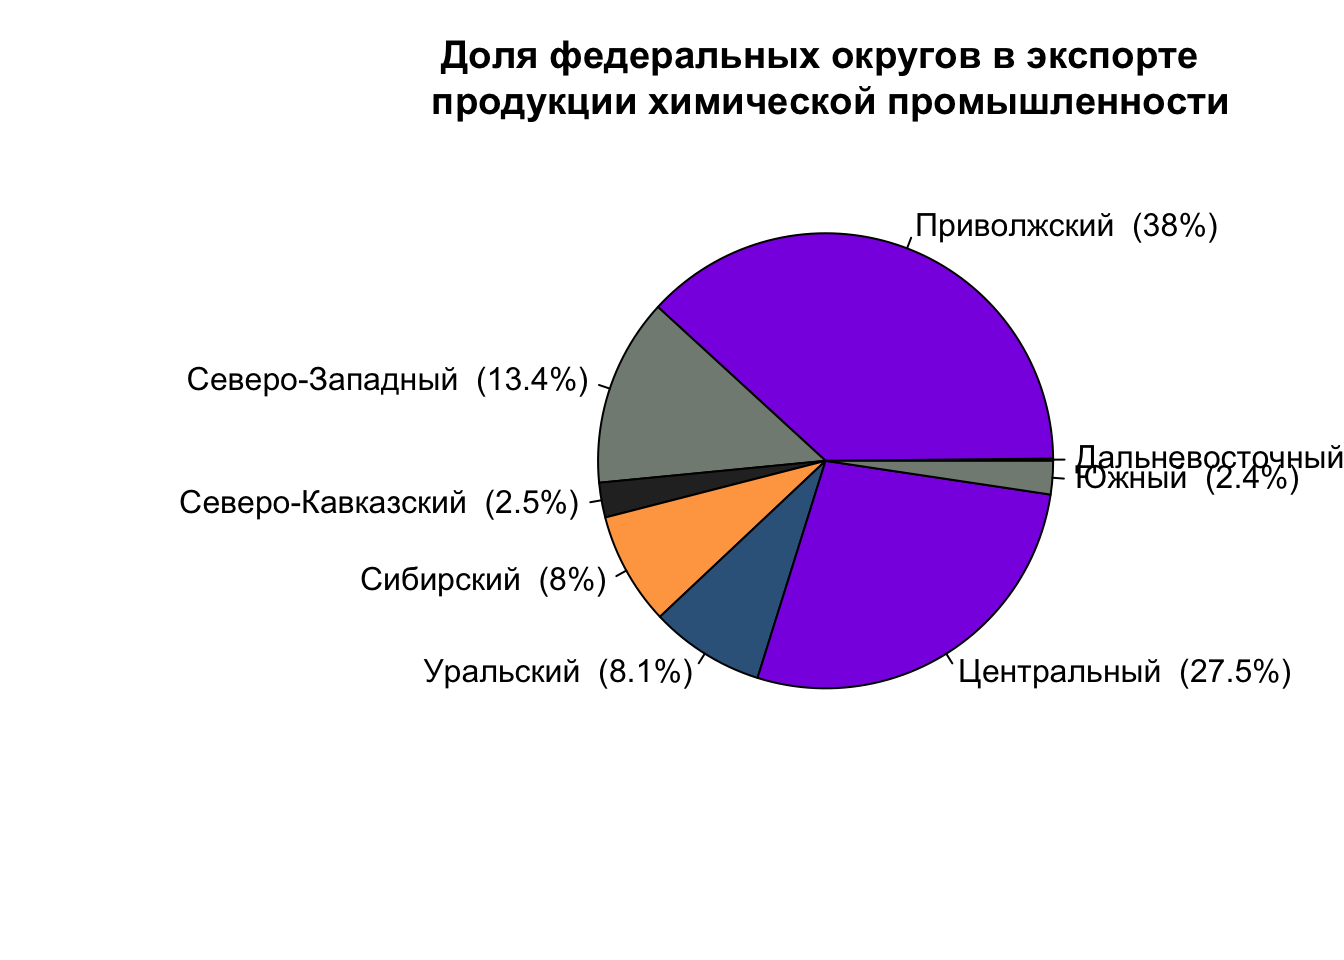 Доля федеральных округов в экспорте
продукции химической промышленности
Приволжский (38%)
Северо-Западный (13.4%)
Дальневосточный
Южный (2.4%)
Северо-Кавказский (2.5%)
Сибирский (8%)
Уральский (8.1%)
Центральный (27.5%)